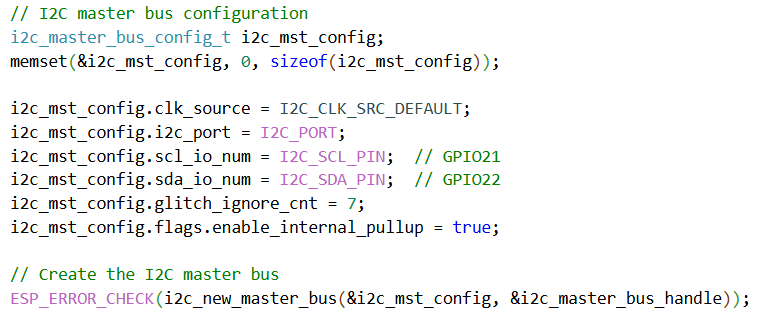 // I2C master bus configuration
i2c_master_bus_config_t i2c_mst_config;
memset(&i2c_mst_config, 0, sizeof(i2c_mst_config));
i2c_mst_config.clk_source = I2C_CLK_SRC_DEFAULT;
i2c_mst_config.i2c_port = I2C_PORT;
i2c_mst_config.scl_io_num = I2C_SCL_PIN;  // GPIO21
i2c_mst_config.sda_io_num = I2C_SDA_PIN;  // GPIO22
i2c_mst_config.glitch_ignore_cnt = 7;
i2c_mst_config.flags.enable_internal_pullup = true;
// Create the I2C master bus
ESP_ERROR_CHECK(i2c_new_master_bus(&i2c_mst_config, &i2c_master_bus_handle));